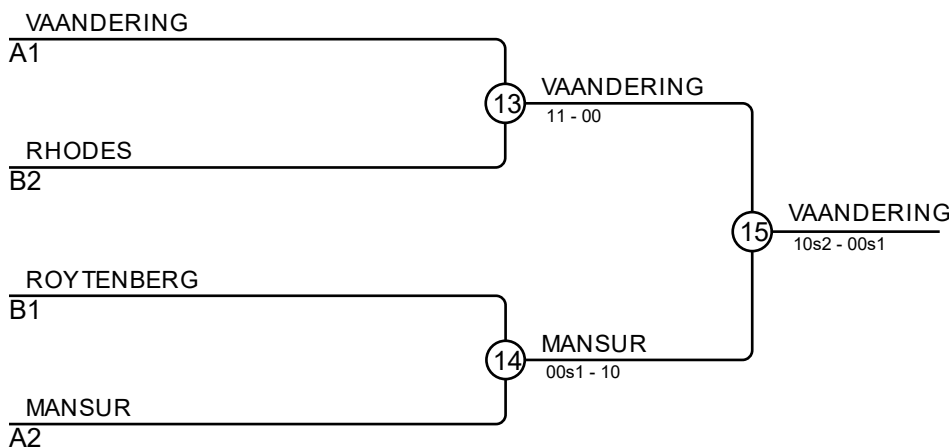 VAANDERING
A1
13
VAANDERING
11 - 00
RHODES
B2
15
VAANDERING
10s2 - 00s1
ROYTENBERG
B1
14
MANSUR
00s1 - 10
MANSUR
A2